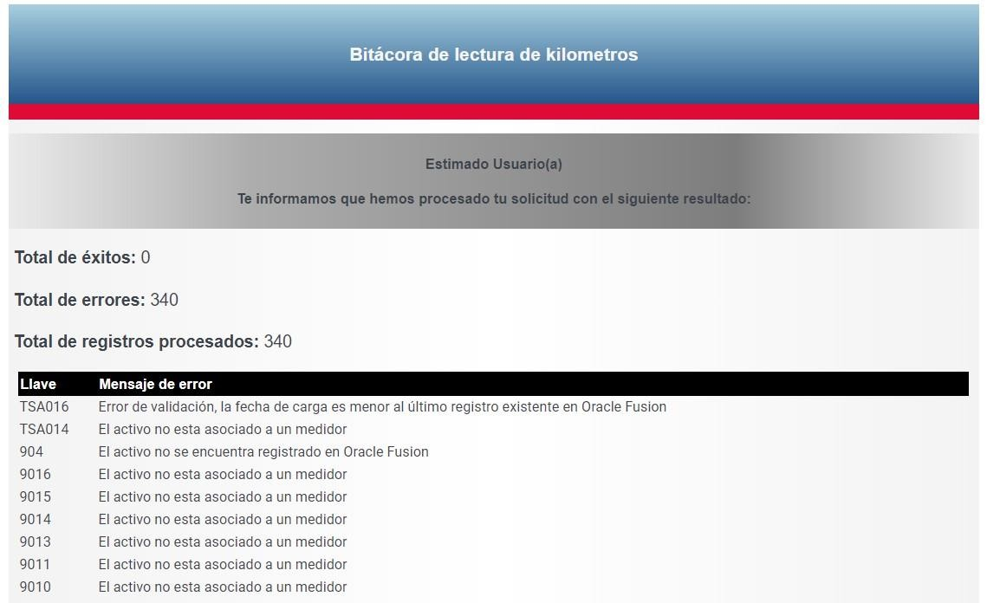 Bitácora de lectura de kilometros
Estimado Usuario(a)
Te informamos que hemos procesado tu solicitud con el siguiente resultado:
Total de éxitos: 0
Total de errores: 340
Total de registros procesados: 340
Llave Mensaje de error
TSA016 Error de validación, la fecha de carga es menor al último registro existente en Oracle Fusion
TSA014 El activo no esta asociado a un medidor
904 El activo no se encuentra registrado en Oracle Fusion
9016 El activo no esta asociado a un medidor
9015 El activo no esta asociado a un medidor
9014 El activo no esta asociado a un medidor
9013 El activo no esta asociado a un medidor
9011 El activo no esta asociado a un medidor
9010 El activo no esta asociado a un medidor